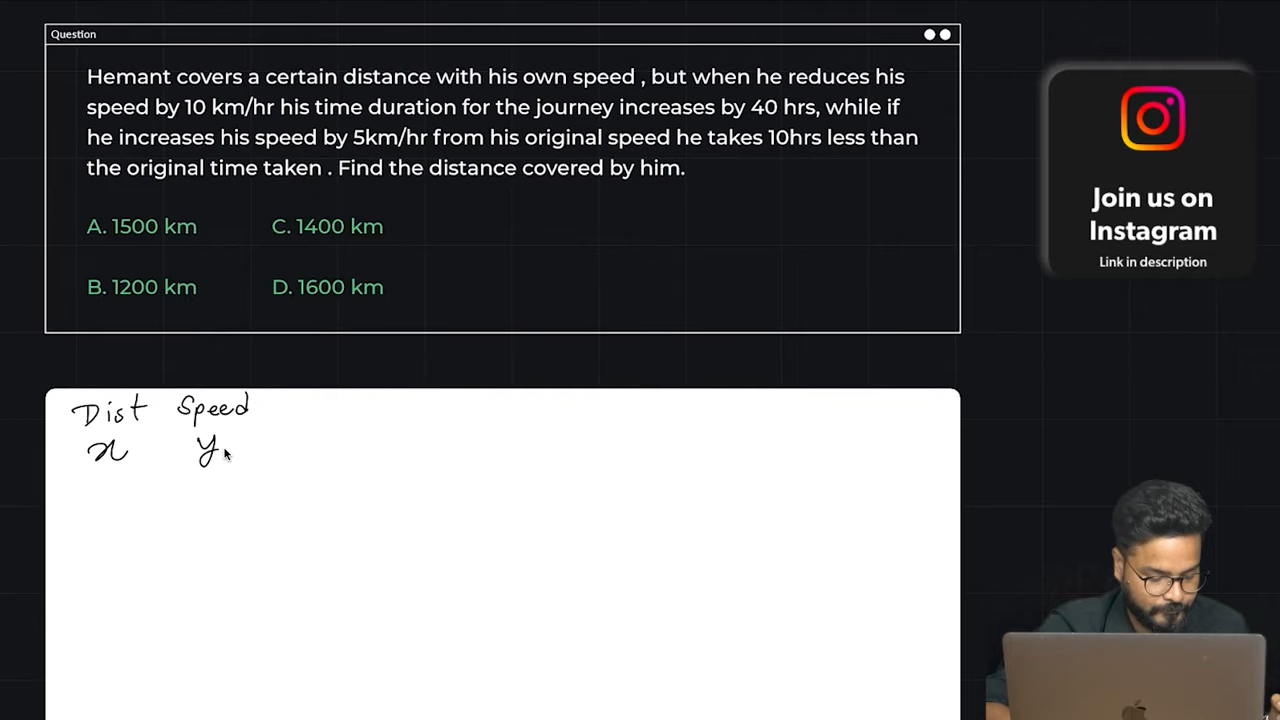 Question
Hemant covers a certain distance with his own speed , but when he reduces his
speed by 10 km/hr his time duration for the journey increases by 40 hrs, while if
he increases his speed by 5km/hr from his original speed he takes 10hrs less than
the original time taken . Find the distance covered by him.
A. 1500 km C. 1400 km
B. 1200 km D. 1600 km
Join us on
Instagram
Link in description
Dist Speed
x y